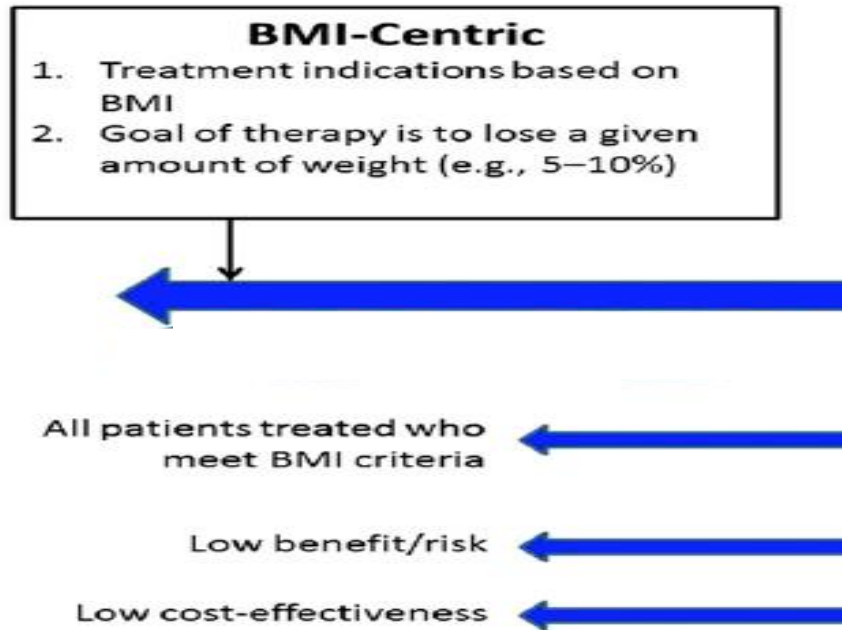 BMI-Centric
1. Treatment indications based on
BMI
2. Goal of therapy is to lose a given
amount of weight (e.g., 5–10%)
All patients treated who
meet BMI criteria
Low benefit/risk
Low cost-effectiveness